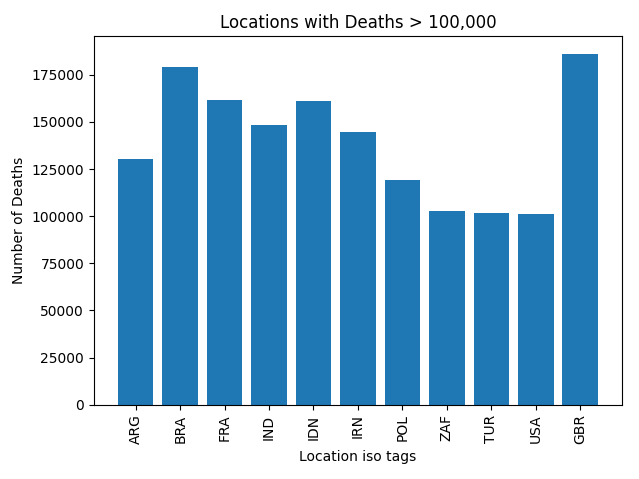 Locations with Deaths > 100,000
Number of Deaths
175000
150000
125000
100000
75000
50000
25000
0
ARG
BRA
FRA
IND
IDN
IRN
POL
ZAF
TUR
USA
GBR
Location iso tags